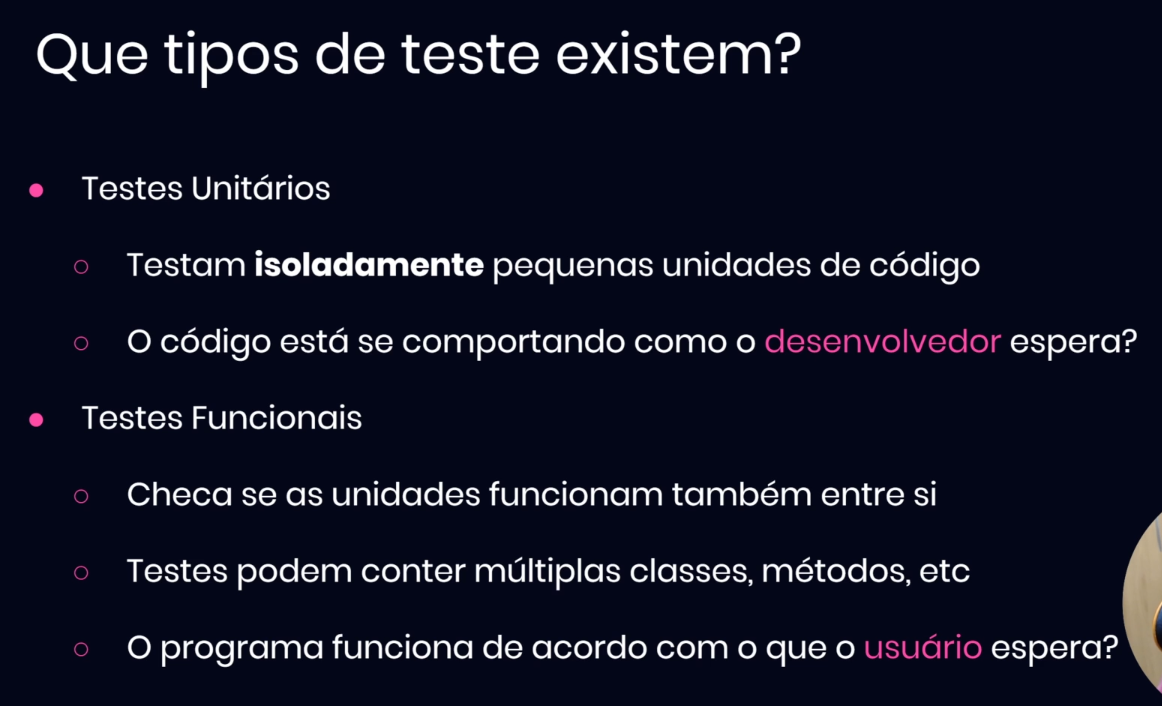 Que tipos de teste existem?
Testes Unitários
Testam isoladamente pequenas unidades de código
O código está se comportando como o desenvolvedor espera?
Testes Funcionais
Checa se as unidades funcionam também entre si
Testes podem conter múltiplas classes, métodos, etc
O programa funciona de acordo com o que o usuário espera?